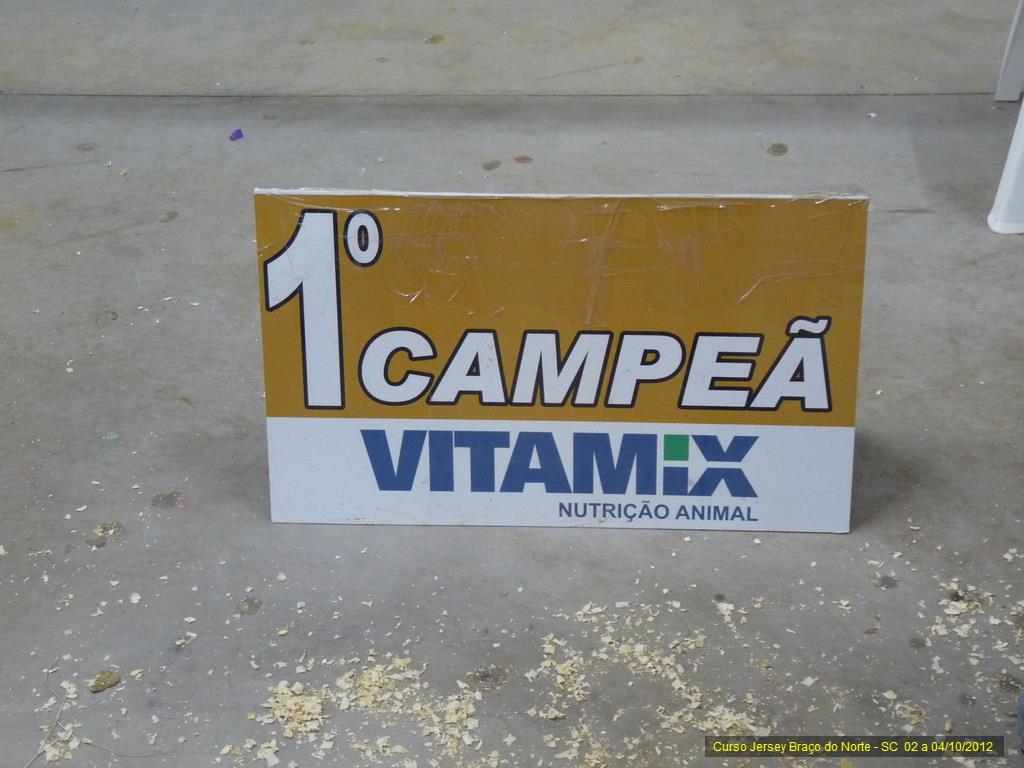 1º CAMPEÃ
VITAMIX
NUTRIÇÃO ANIMAL
Curso Jersey Braço do Norte - SC 02 a 04/10/2012